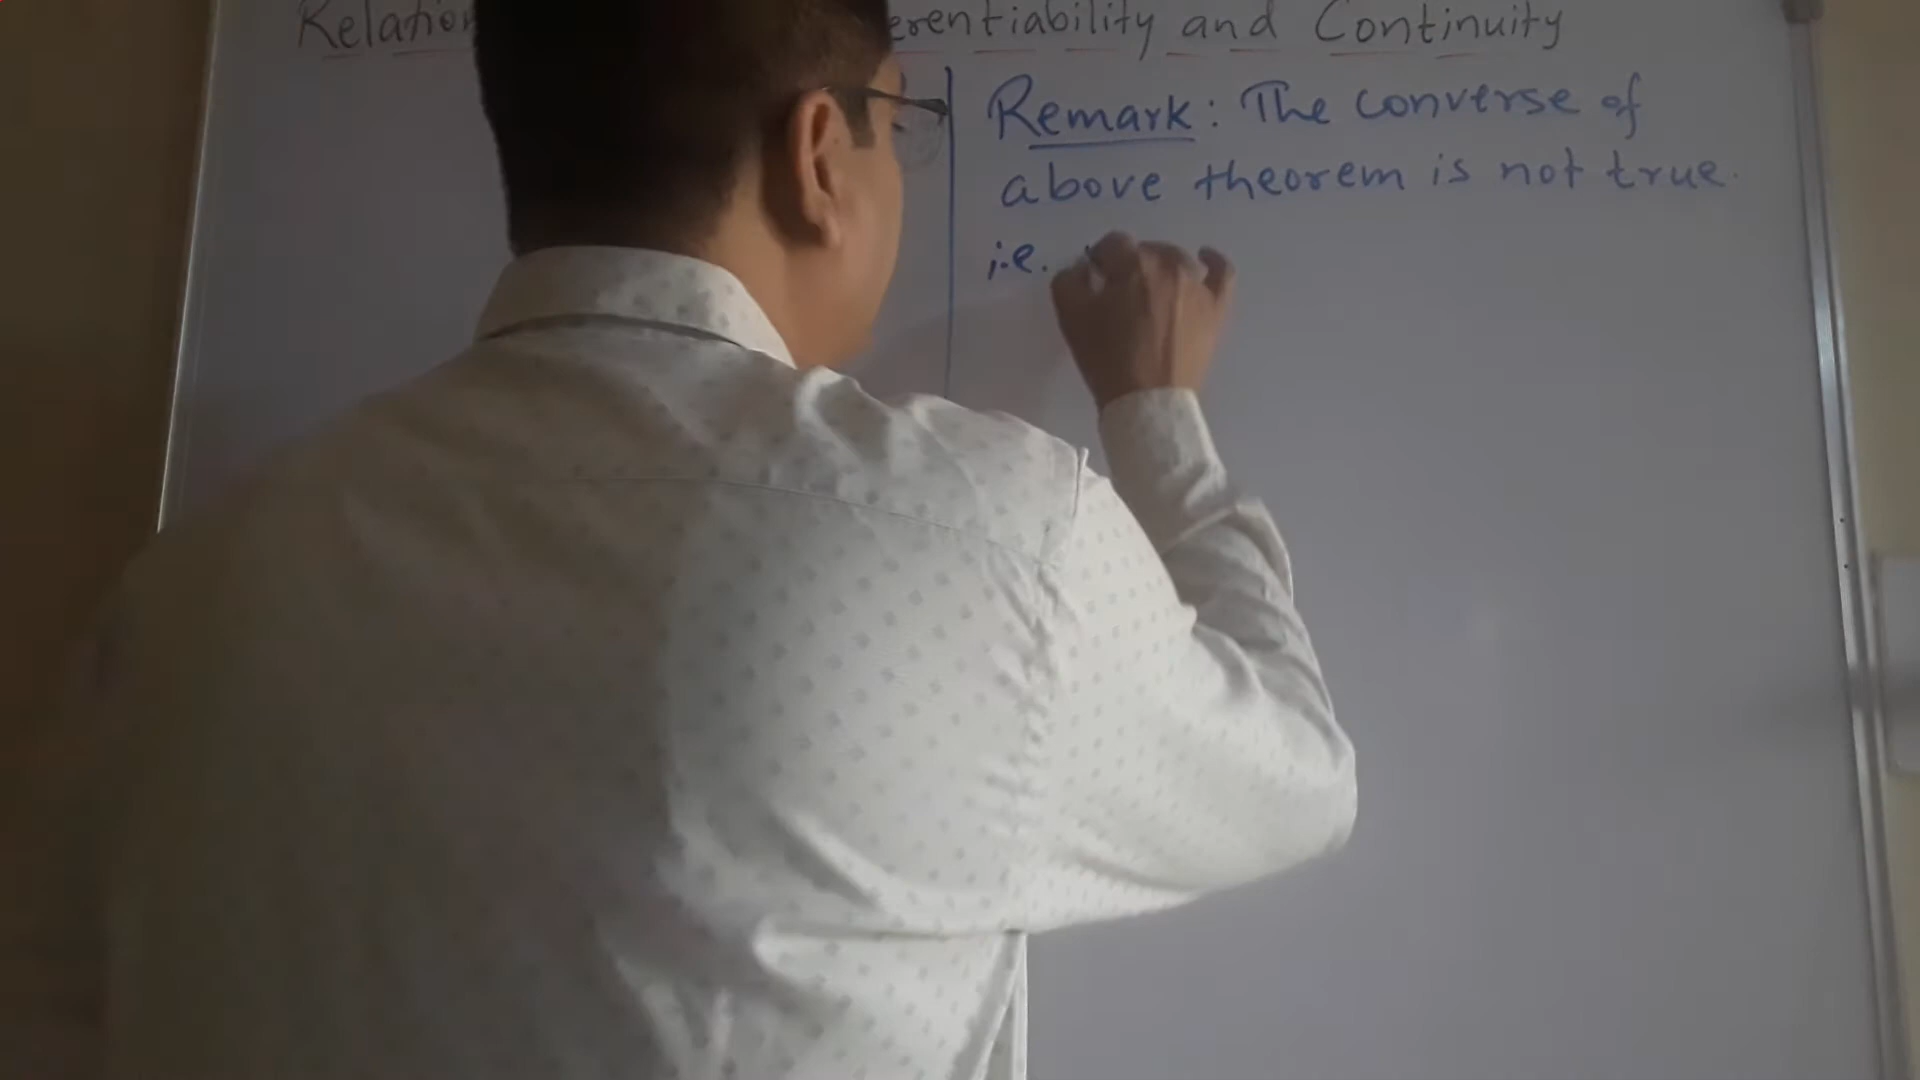 Relation erentiability and Continuity
Remark: The converse of
above theorem is not true.
i.e.